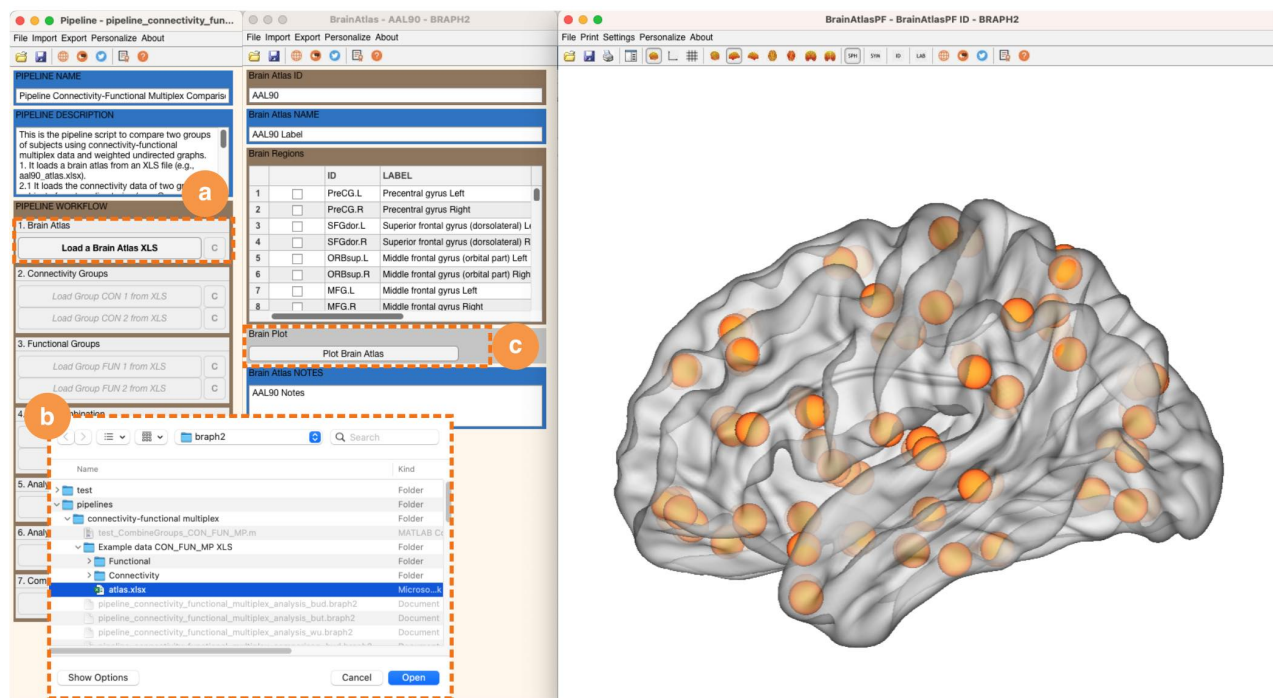 Pipeline - pipeline_connectivity_fun...
File Import Export Personalize About
PIPELINE NAME
Pipeline Connectivity-Functional Multiplex Comparis
PIPELINE DESCRIPTION
This is the pipeline script to compare two groups
of subjects using connectivity-functional
multiplex data and weighted undirected graphs.
1. It loads a brain atlas from an XLS file (e.g.,
aal90_atlas.xlsx).
2.1 It loads the connectivity data of two
a
PIPELINE WORKFLOW
1. Brain Atlas
Load a Brain Atlas XLS C
2. Connectivity Groups
Load Group CON 1 from XLS C
Load Group CON 2 from XLS C
3. Functional Groups
Load Group FUN 1 from XLS C
Load Group FUN 2 from XLS C
4.
5. Analy
6. Analy
7. Com
BrainAtlas - AAL90 - BRAPH2
File Import Export Personalize About
Brain Atlas ID
AAL90
Brain Atlas NAME
AAL90 Label
Brain Regions
ID LABEL
1 PreCG.L Precentral gyrus Left
2 PreCG.R Precentral gyrus Right
3 SFGdor.L Superior frontal gyrus (dorsolateral) L
4 SFGdor.R Superior frontal gyrus (dorsolateral) R
5 ORBsup.L Middle frontal gyrus (orbital part) Left
6 ORBsup.R Middle frontal gyrus (orbital part) Righ
7 MFG.L Middle frontal gyrus Left
8 MFG.R Middle frontal gyrus Right
Brain Plot
Plot Brain Atlas
c
Brain Atlas NOTES
AAL90 Notes
b
braph2
Search
Name Kind
test Folder
pipelines Folder
connectivity-functional multiplex Folder
test_CombineGroups_CON_FUN_MP.m MATLAB C
Example data CON_FUN_MP XLS Folder
Functional Folder
Connectivity Folder
atlas.xlsx Microso...k
pipeline_connectivity_functional_multiplex_analysis_bud.braph2 Document
pipeline_connectivity_functional_multiplex_analysis_but.braph2 Document
pipeline_connectivity_functional_multiplex_analysis_wu.braph2 Document
Show Options Cancel Open
BrainAtlasPF - BrainAtlasPF ID - BRAPH2
File Print Settings Personalize About
SPH SYM ID LAB